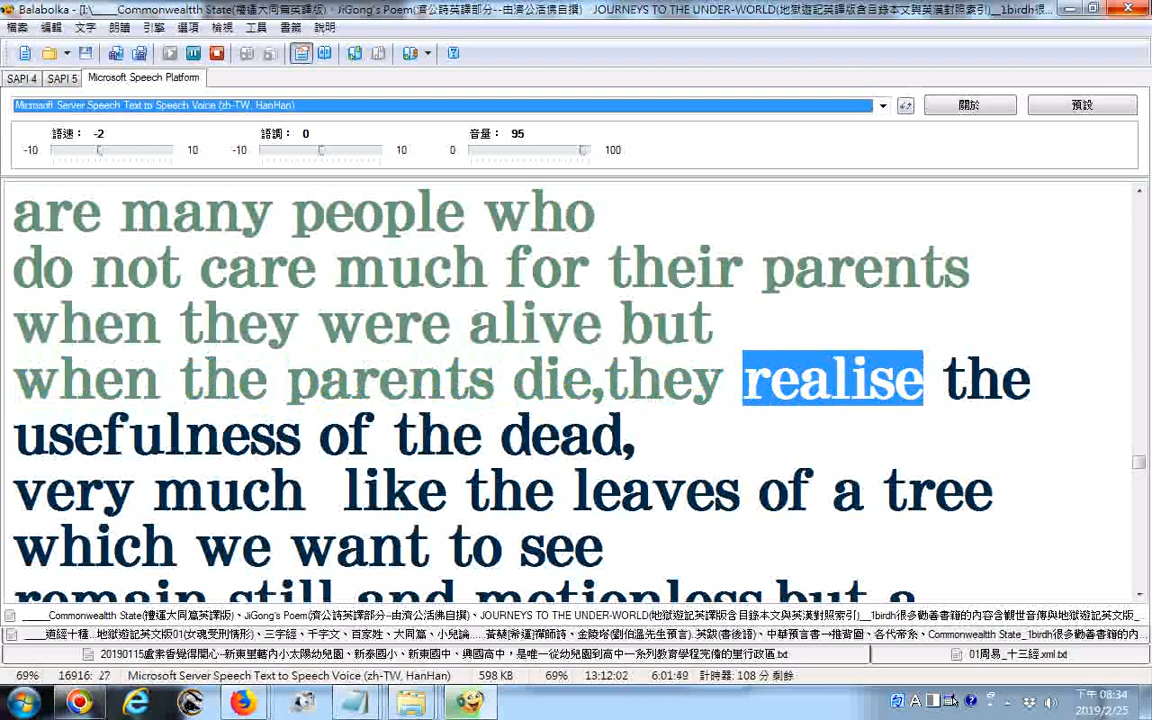 Balabolka - [I:\_____Commonwealth State(禮運大同篇英譯版)、JiGong's Poem(濟公詩英譯部分--由濟公活佛自撰) 、JOURNEYS TO THE UNDER-WORLD(地獄遊記英譯版含目錄本文與英漢對照索引)__1birdh很...
檔案 編輯 文字 朗讀 引擎 選項 檢視 工具 書籤 說明
SAPI 4 SAPI 5 Microsoft Speech Platform
Microsoft Server Speech Text to Speech Voice (zh-TW, HanHan)
關於 預設
語速： -2 語調： 0 音量： 95
-10 10 -10 10 0 100
are many people who
do not care much for their parents
when they were alive but
when the parents die,they realise the
usefulness of the dead,
very much like the leaves of a tree
which we want to see
remain still and motionless,but a
_____Commonwealth State(禮運大同篇英譯版)、JiGong's Poem(濟公詩英譯部分--由濟公活佛自撰) 、JOURNEYS TO THE UNDER-WORLD(地獄遊記英譯版含目錄本文與英漢對照索引)__1birdh很多勸善書籍的內容含觀世音傳與地獄遊記英文版_
20190115處素皆覺得開心--新東里轄內小太陽幼兒園、新泰國小、新東國中、興國高中，是唯一從幼兒園到高中一系列教育學程完備的里行政區.txt 01周易_十三經.xml.txt
69% 16916: 27 Microsoft Server Speech Text to Speech Voice (zh-TW, HanHan) 598 KB 69% 13:12:02 6:01:49 計時器：108 分 剩餘
下午 08:34
2019/2/25